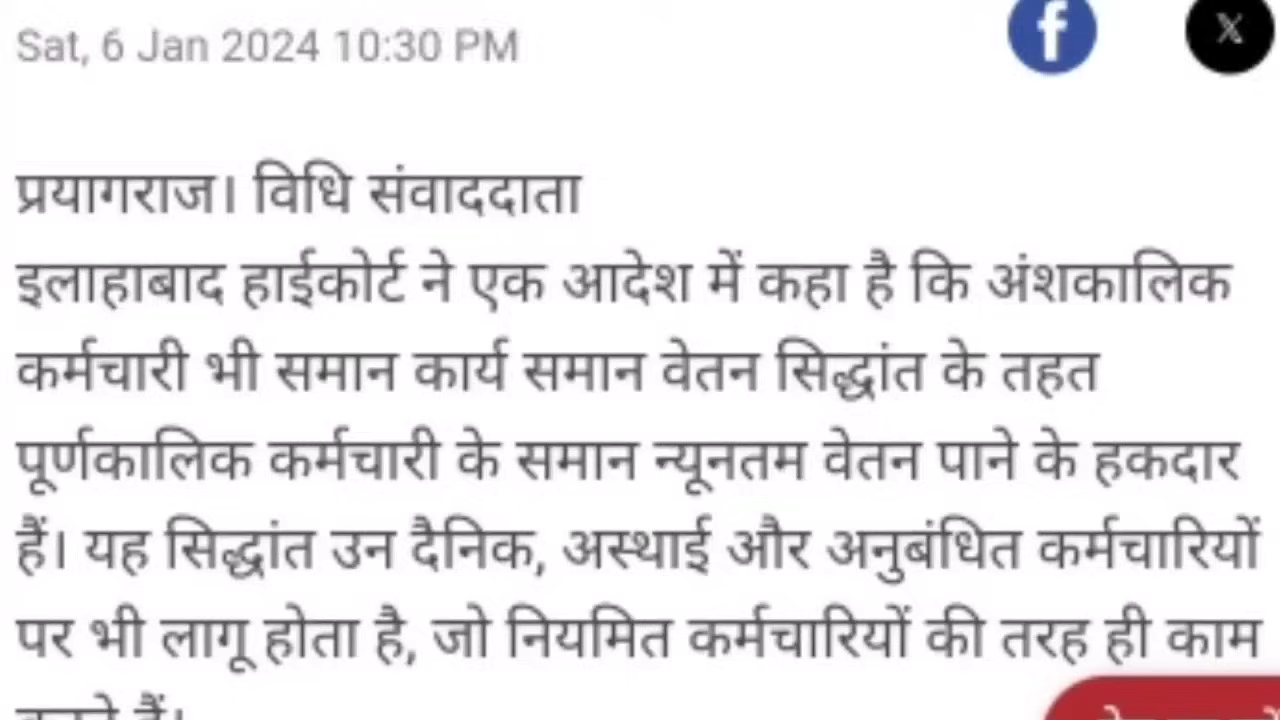 Sat, 6 Jan 2024 10:30 PM
प्रयागराज। विधि संवाददाता
इलाहाबाद हाईकोर्ट ने एक आदेश में कहा है कि अंशकालिक
कर्मचारी भी समान कार्य समान वेतन सिद्धांत के तहत
पूर्णकालिक कर्मचारी के समान न्यूनतम वेतन पाने के हकदार
हैं। यह सिद्धांत उन दैनिक, अस्थाई और अनुबंधित कर्मचारियों
पर भी लागू होता है, जो नियमित कर्मचारियों की तरह ही काम